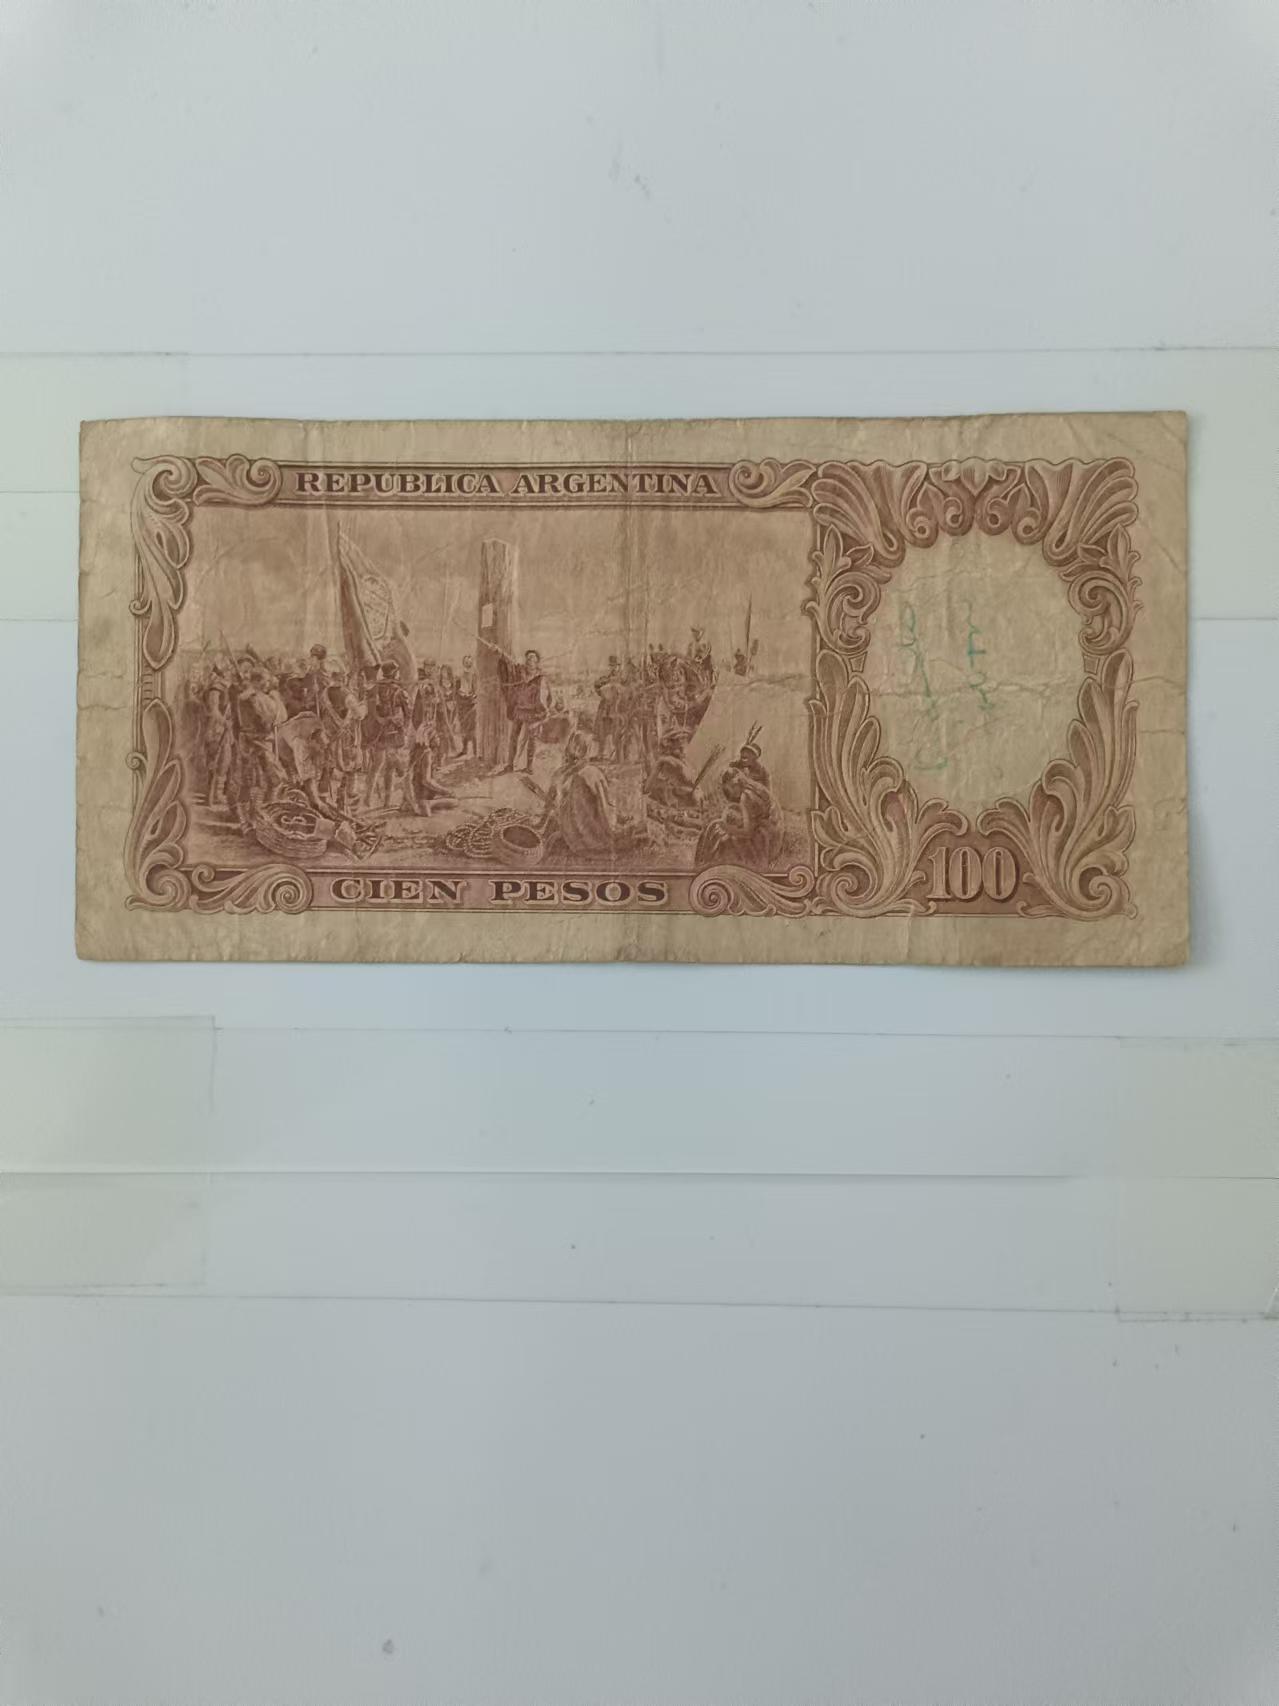 REPUBLICA ARGENTINA
CIEN PESOS
100